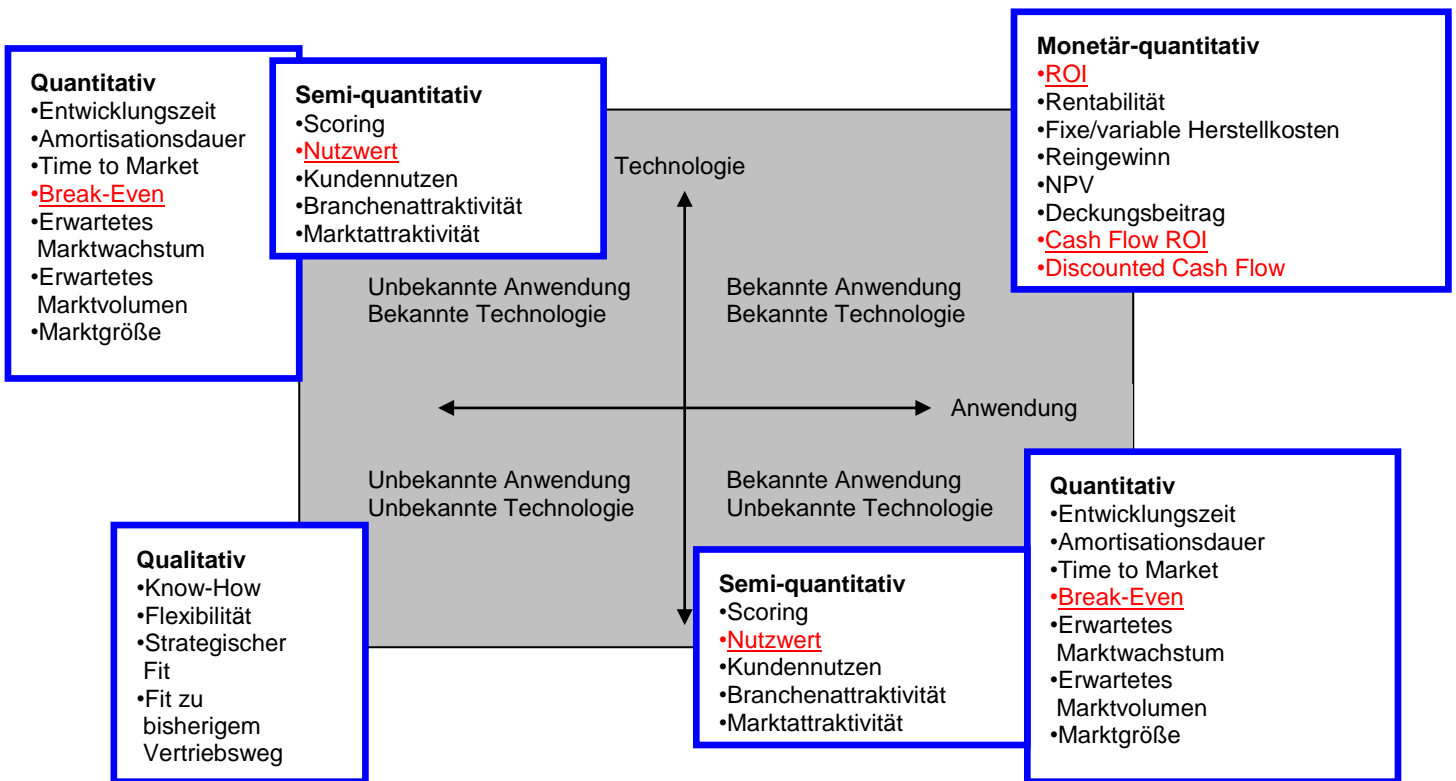 Quantitativ
•Entwicklungszeit
•Amortisationsdauer
•Time to Market
•Break-Even
•Erwartetes
Marktwachstum
•Erwartetes
Marktvolumen
•Marktgröße
Semi-quantitativ
•Scoring
•Nutzwert
•Kundennutzen
•Branchenattraktivität
•Marktattraktivität
Monetär-quantitativ
•ROI
•Rentabilität
•Fixe/variable Herstellkosten
•Reingewinn
•NPV
•Deckungsbeitrag
•Cash Flow ROI
•Discounted Cash Flow
Technologie
Unbekannte Anwendung
Bekannte Technologie
Bekannte Anwendung
Bekannte Technologie
Anwendung
Unbekannte Anwendung
Unbekannte Technologie
Bekannte Anwendung
Unbekannte Technologie
Qualitativ
•Know-How
•Flexibilität
•Strategischer
Fit
•Fit zu
bisherigem
Vertriebsweg
Semi-quantitativ
•Scoring
•Nutzwert
•Kundennutzen
•Branchenattraktivität
•Marktattraktivität
Quantitativ
•Entwicklungszeit
•Amortisationsdauer
•Time to Market
•Break-Even
•Erwartetes
Marktwachstum
•Erwartetes
Marktvolumen
•Marktgröße